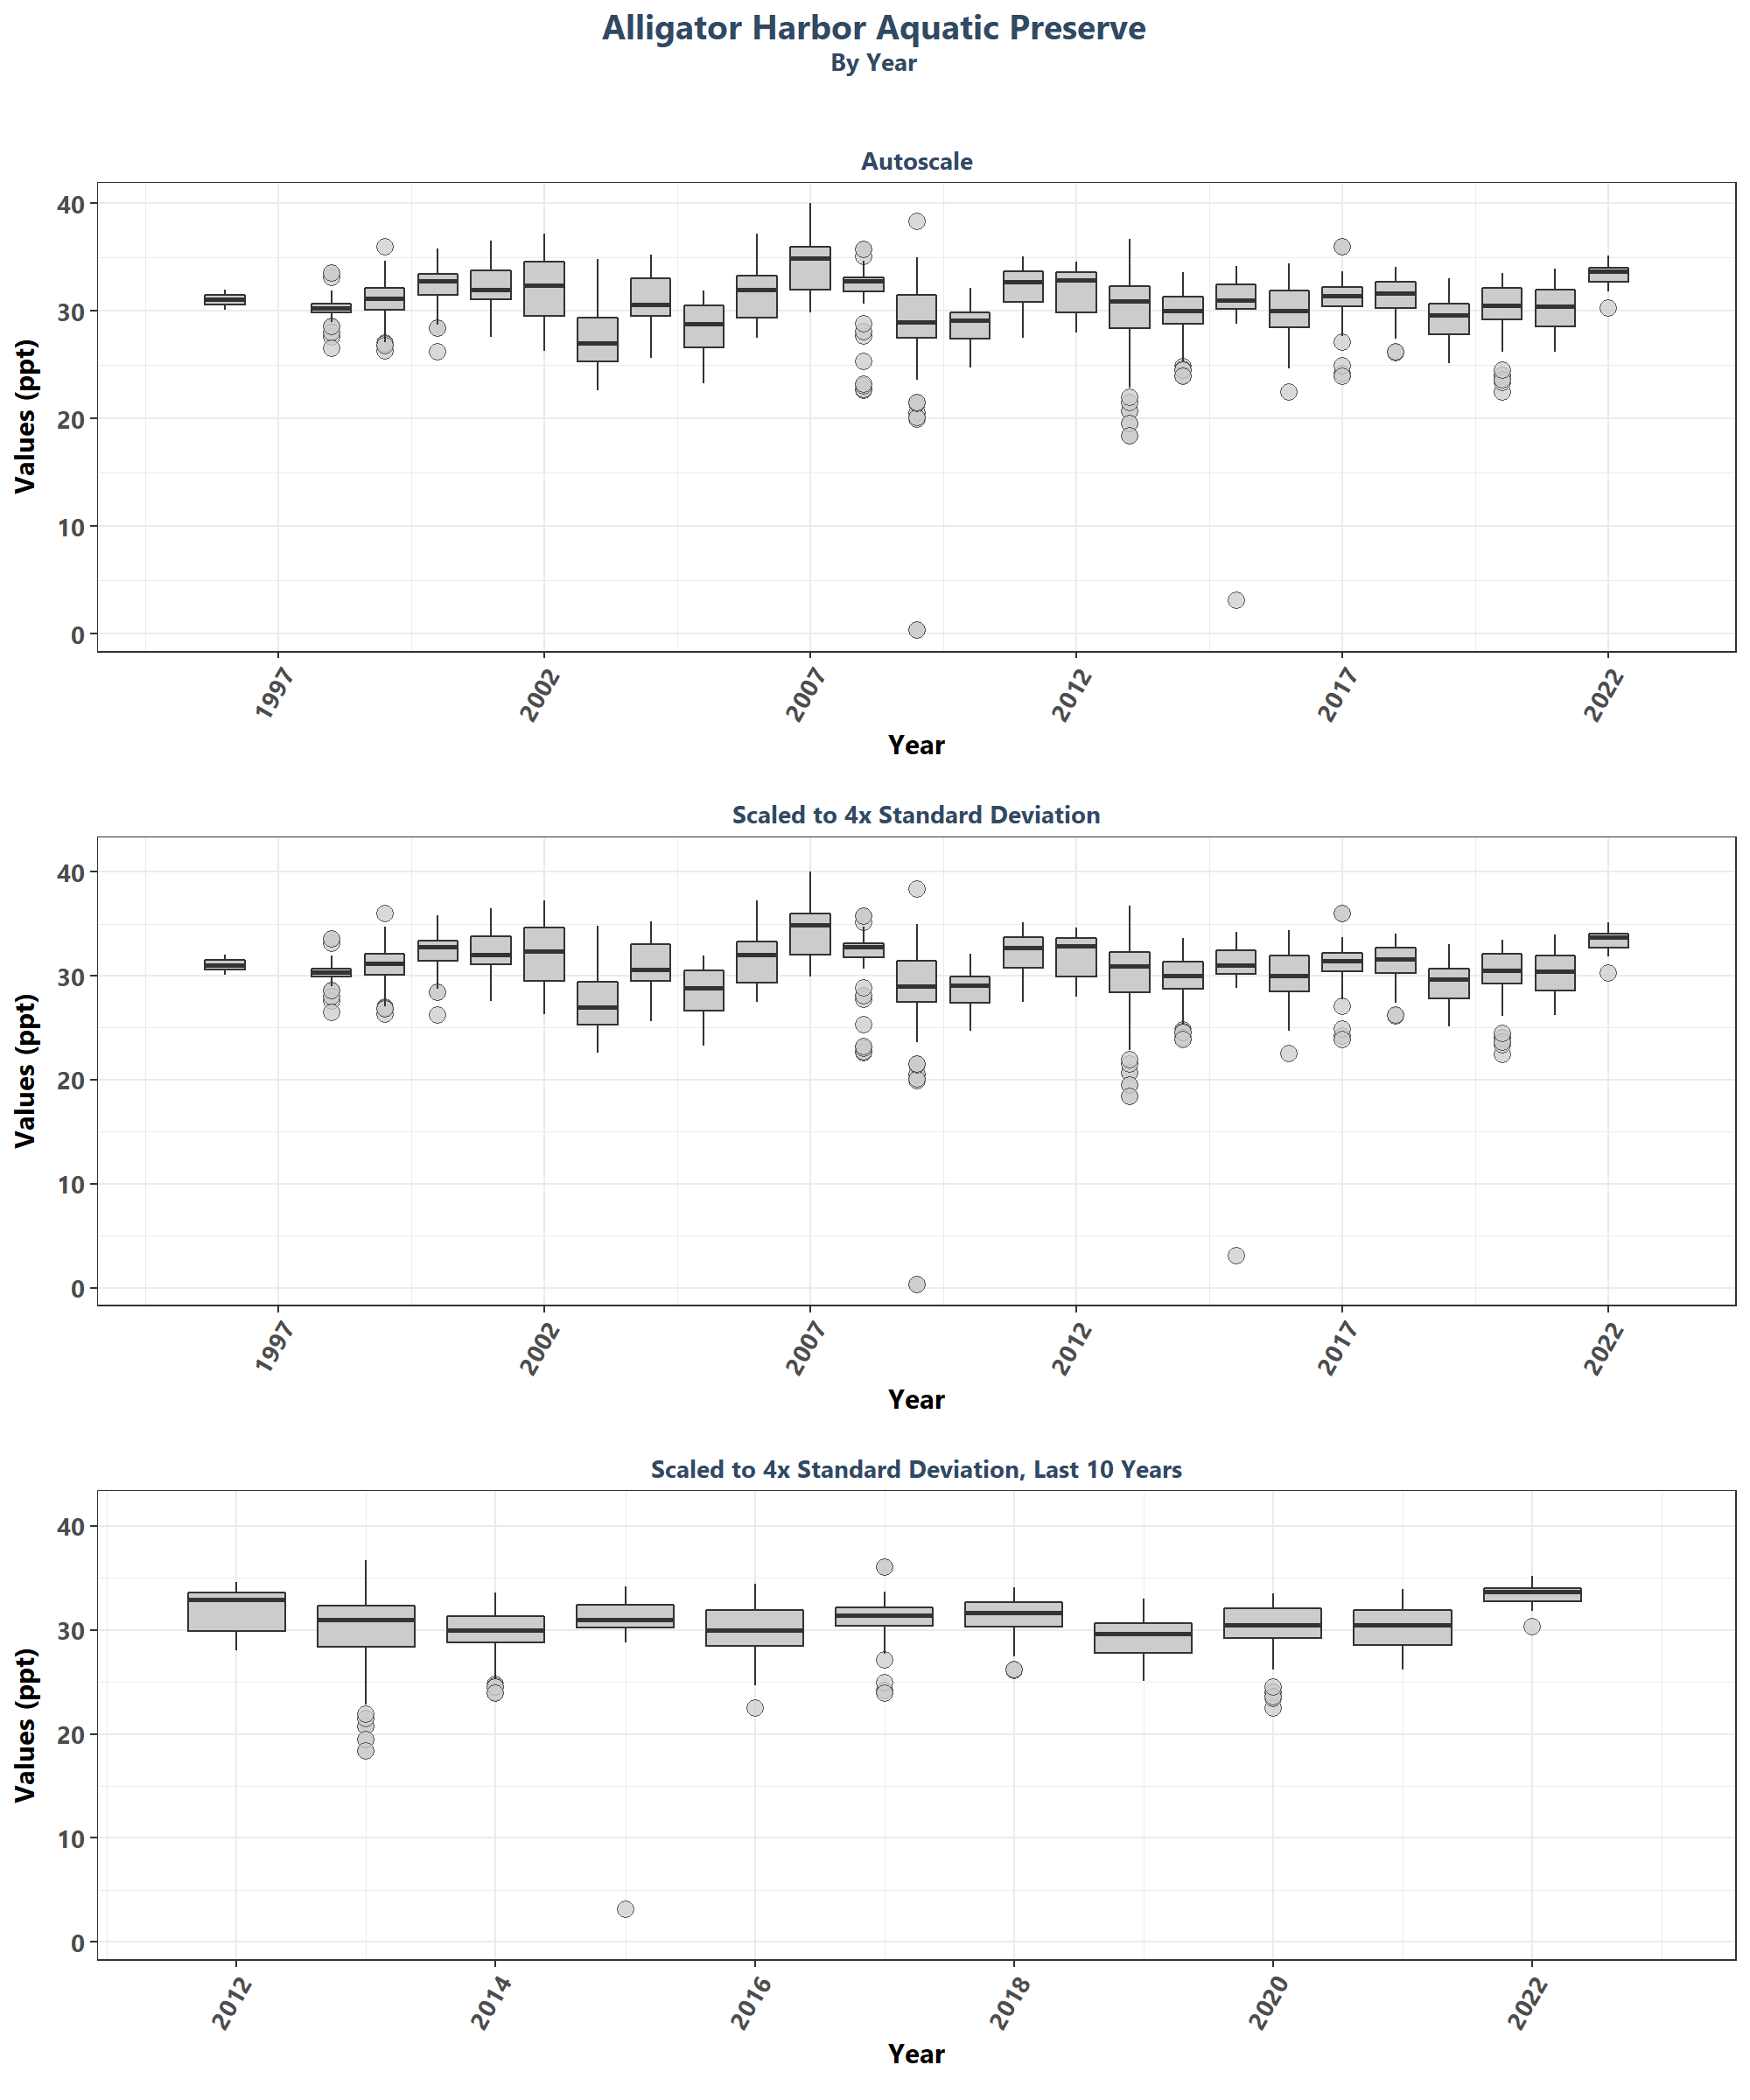 Alligator Harbor Aquatic Preserve
By Year
Autoscale
40
30
20
10
0
Values (ppt)
1997 2002 2007 2012 2017 2022
Year
Scaled to 4x Standard Deviation
40
30
20
10
0
Values (ppt)
1997 2002 2007 2012 2017 2022
Year
Scaled to 4x Standard Deviation, Last 10 Years
40
30
20
10
0
Values (ppt)
2012 2014 2016 2018 2020 2022
Year